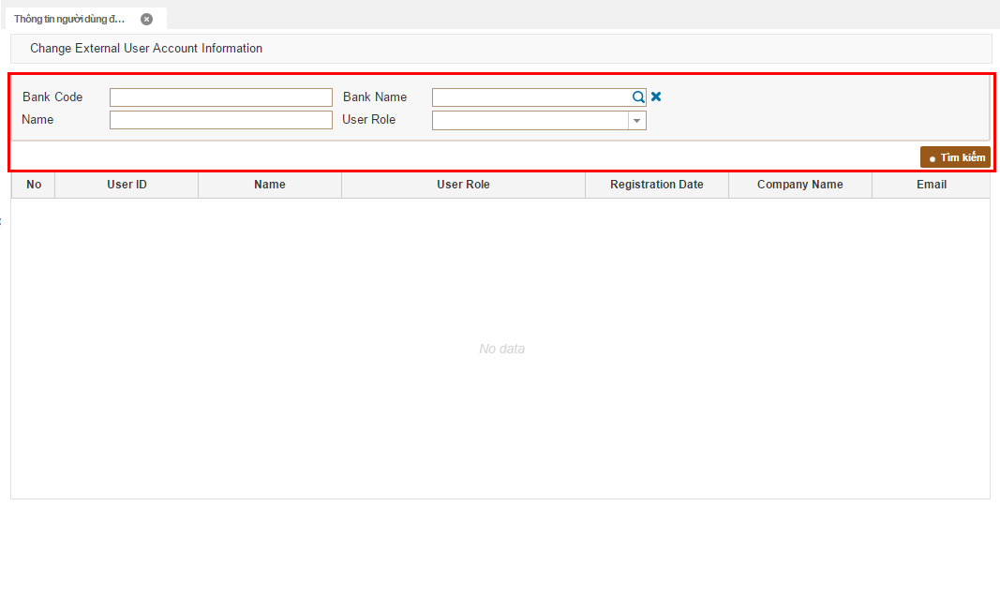 Thông tin người dùng đ...
Change External User Account Information
Bank Code Bank Name
Name User Role
Tìm kiếm
No User ID Name User Role Registration Date Company Name Email
No data